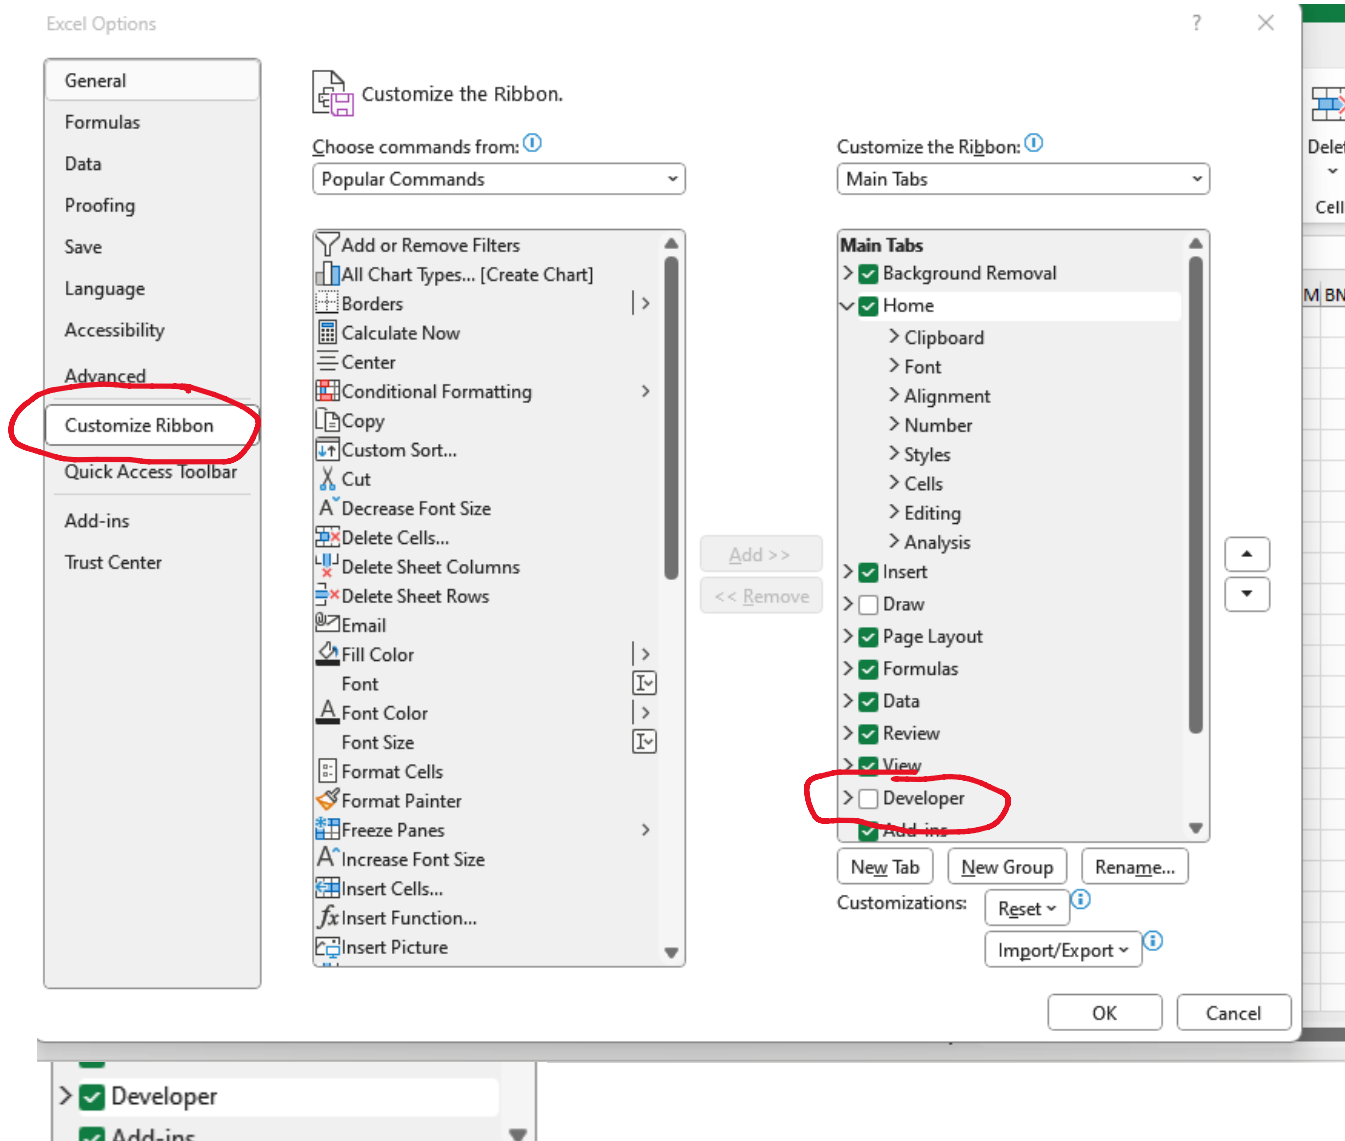 Excel Options
General
Formulas
Data
Proofing
Save
Language
Accessibility
Advanced
Customize Ribbon
Quick Access Toolbar
Add-ins
Trust Center
Customize the Ribbon.
Choose commands from:
Popular Commands
Add or Remove Filters
All Chart Types... [Create Chart]
Borders
Calculate Now
Center
Conditional Formatting
Copy
Custom Sort...
Cut
Decrease Font Size
Delete Cells...
Delete Sheet Columns
Delete Sheet Rows
Email
Fill Color
Font
Font Color
Font Size
Format Cells
Format Painter
Freeze Panes
Increase Font Size
Insert Cells...
Insert Function...
Insert Picture
Add >>
<< Remove
Customize the Ribbon:
Main Tabs
Main Tabs
Background Removal
Home
Clipboard
Font
Alignment
Number
Styles
Cells
Editing
Analysis
Insert
Draw
Page Layout
Formulas
Data
Review
View
Developer
Add-ins
New Tab
New Group
Rename...
Customizations:
Reset
Import/Export
OK
Cancel
Dele
Cell
M BN
Developer
Add-ins